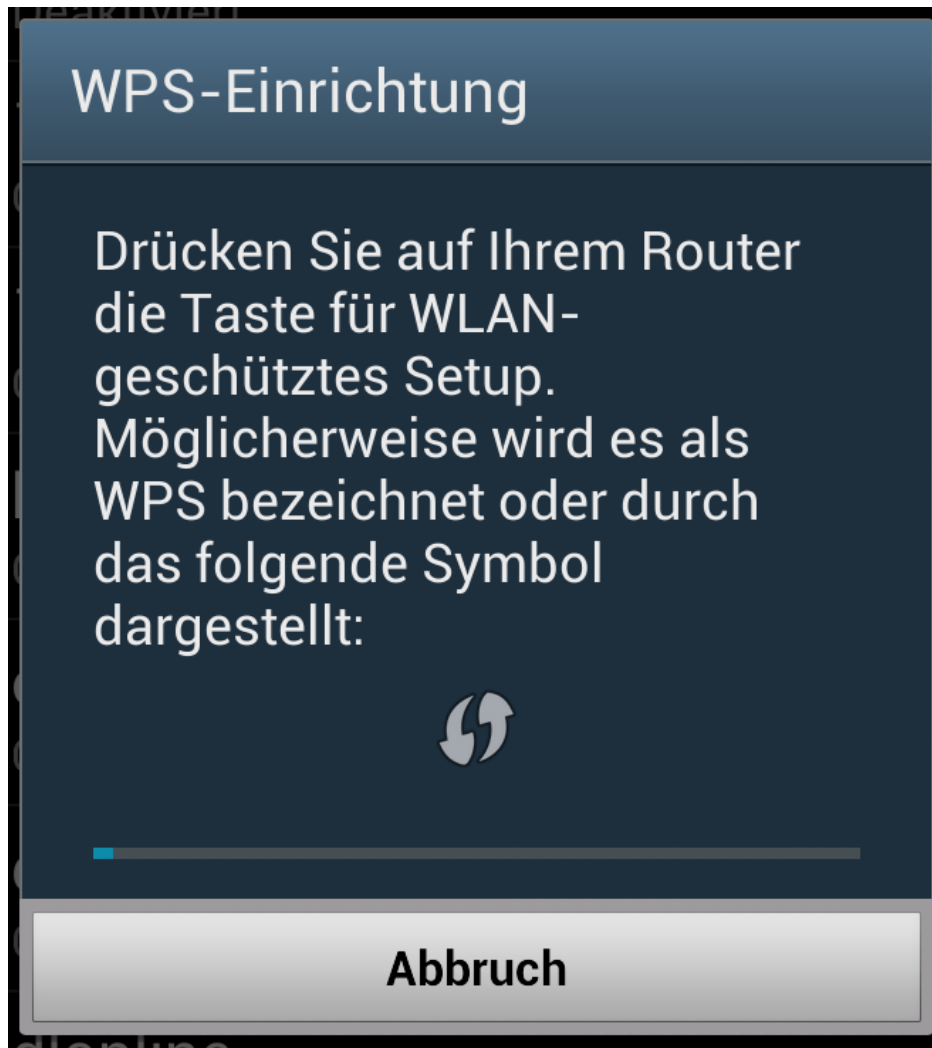 Deaktiviert
WPS-Einrichtung
Drücken Sie auf Ihrem Router
die Taste für WLAN-
geschütztes Setup.
Möglicherweise wird es als
WPS bezeichnet oder durch
das folgende Symbol
dargestellt:
Abbruch